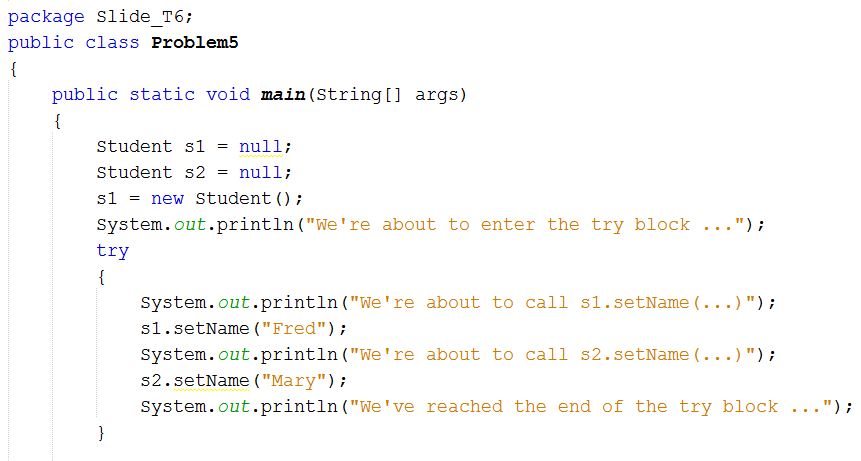 package Slide_T6;
public class Problem5
{
    public static void main(String[] args)
    {
        Student s1 = null;
        Student s2 = null;
        s1 = new Student();
        System.out.println("We're about to enter the try block ...");
        try
        {
            System.out.println("We're about to call s1.setName(...)");
            s1.setName("Fred");
            System.out.println("We're about to call s2.setName(...)");
            s2.setName("Mary");
            System.out.println("We've reached the end of the try block ...");
        }